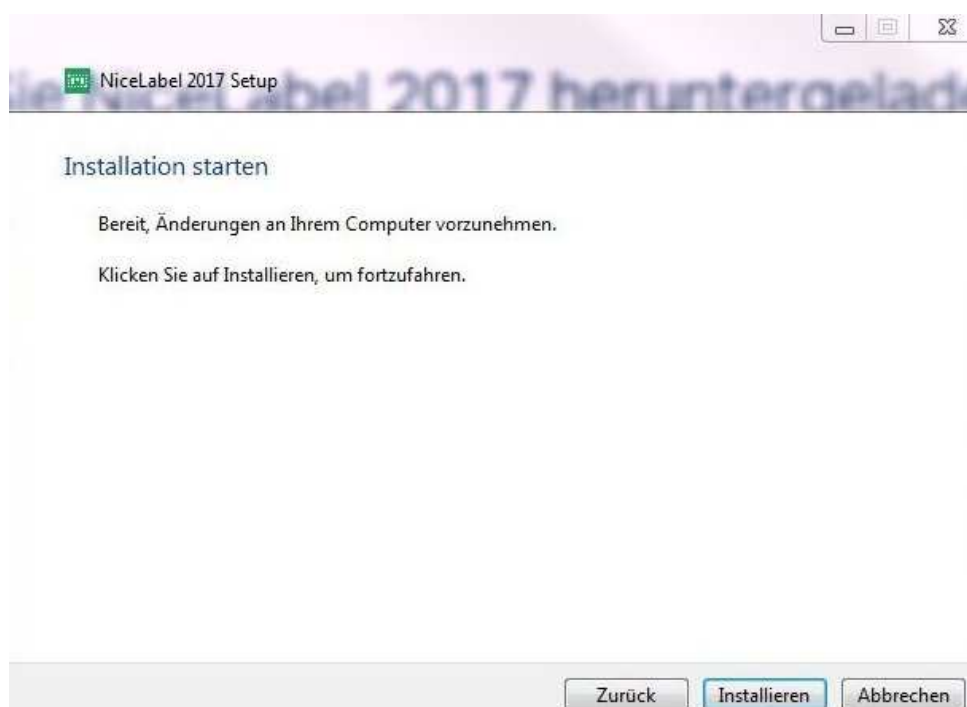 NiceLabel 2017 Setup
Installation starten
Bereit, Änderungen an Ihrem Computer vorzunehmen.
Klicken Sie auf Installieren, um fortzufahren.
Zurück Installieren Abbrechen